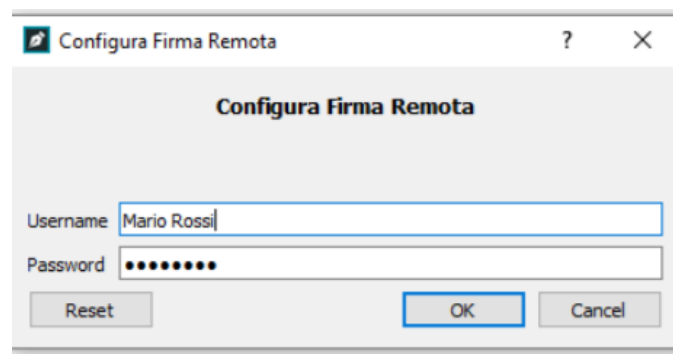 Configura Firma Remota
Configura Firma Remota
Username Mario Rossi
Password ●●●●●●●●
Reset OK Cancel